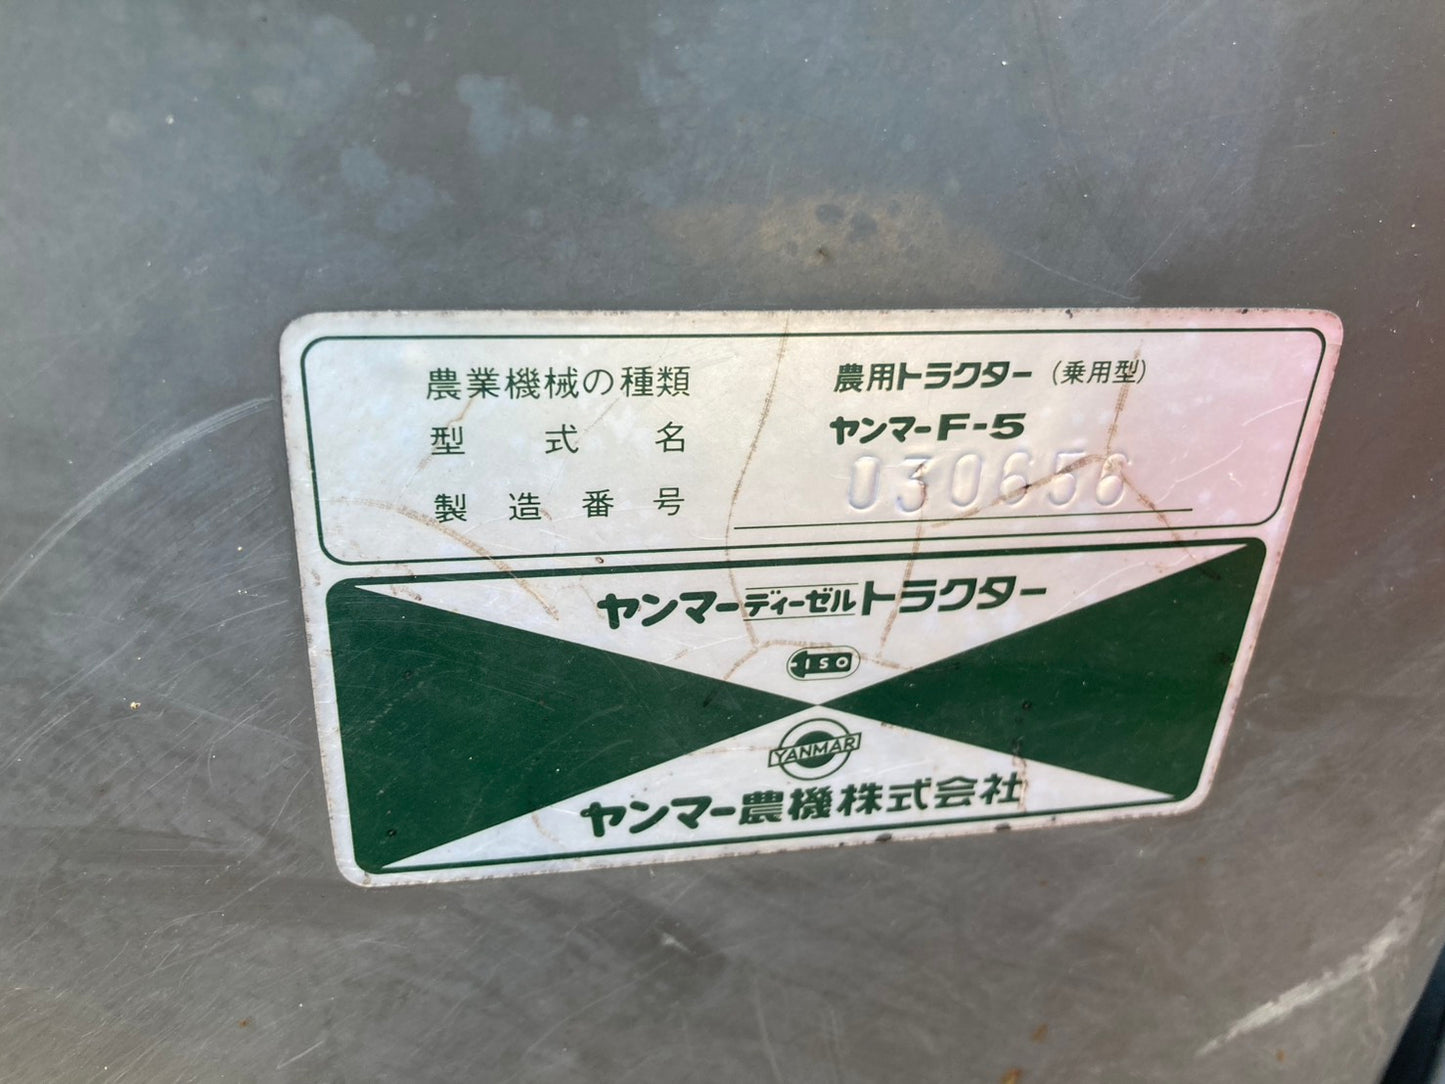 農業機械の種類 農用トラクター (乗用型)
型式名 ヤンマーF-5
製造番号 030656
ヤンマーディーゼルトラクター
ISO
YANMAR
ヤンマー農機株式会社